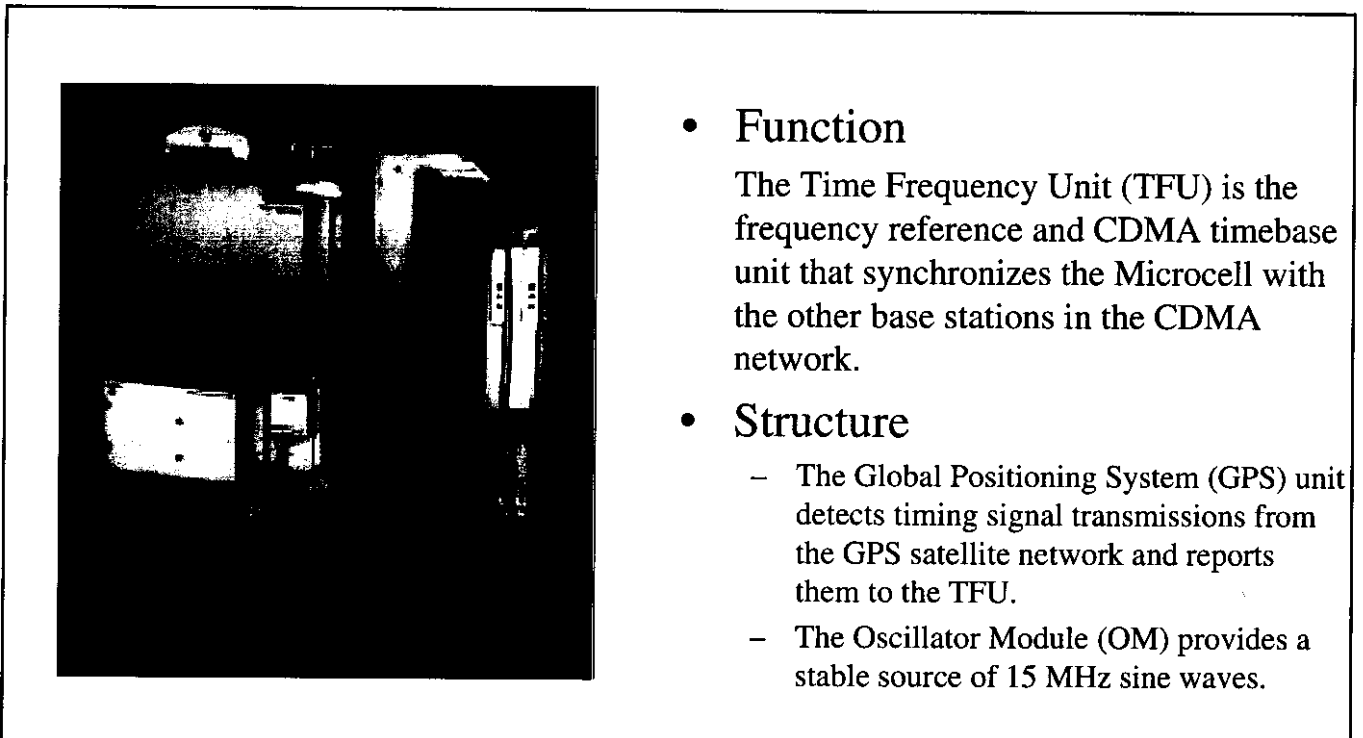 • Function
The Time Frequency Unit (TFU) is the
frequency reference and CDMA timebase
unit that synchronizes the Microcell with
the other base stations in the CDMA
network.
• Structure
– The Global Positioning System (GPS) unit
detects timing signal transmissions from
the GPS satellite network and reports
them to the TFU.
– The Oscillator Module (OM) provides a
stable source of 15 MHz sine waves.